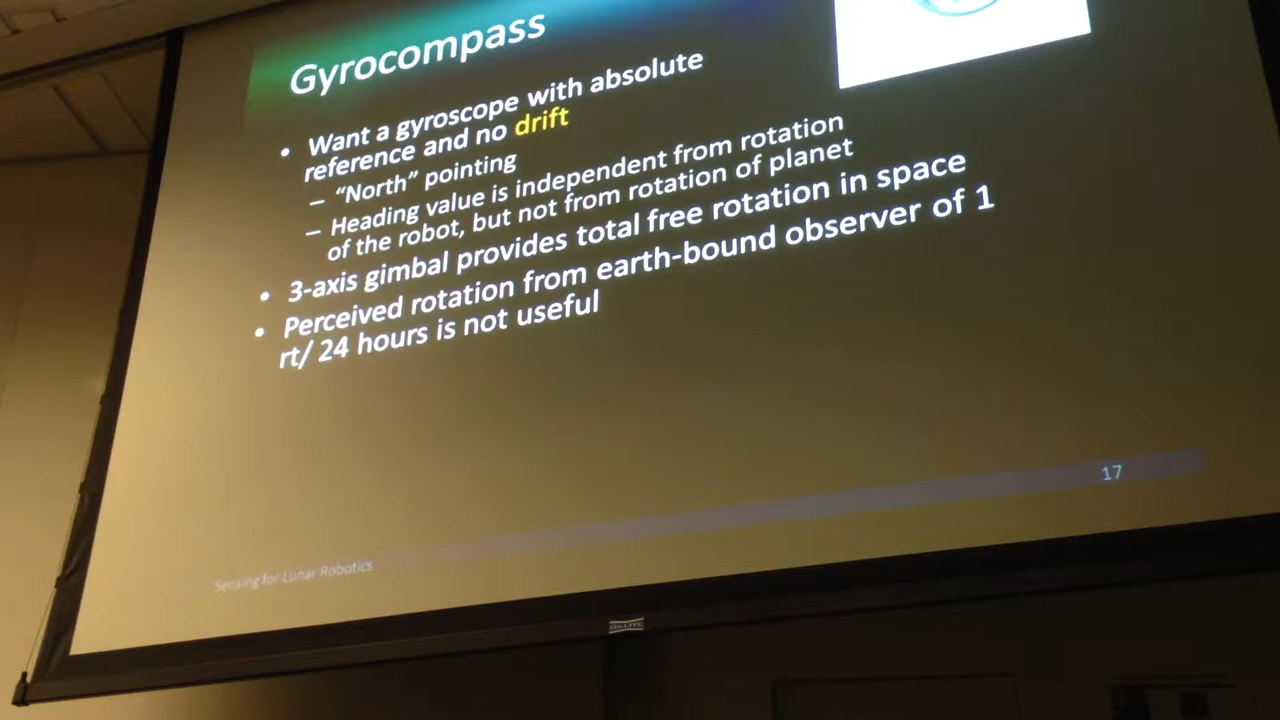 Gyrocompass
• Want a gyroscope with absolute
reference and no drift
– “North” pointing
– Heading value is independent from rotation
of the robot, but not from rotation of planet
• 3-axis gimbal provides total free rotation in space
• Perceived rotation from earth-bound observer of 1
rt/ 24 hours is not useful
17
Sensing for Lunar Robotics
DA-LITE